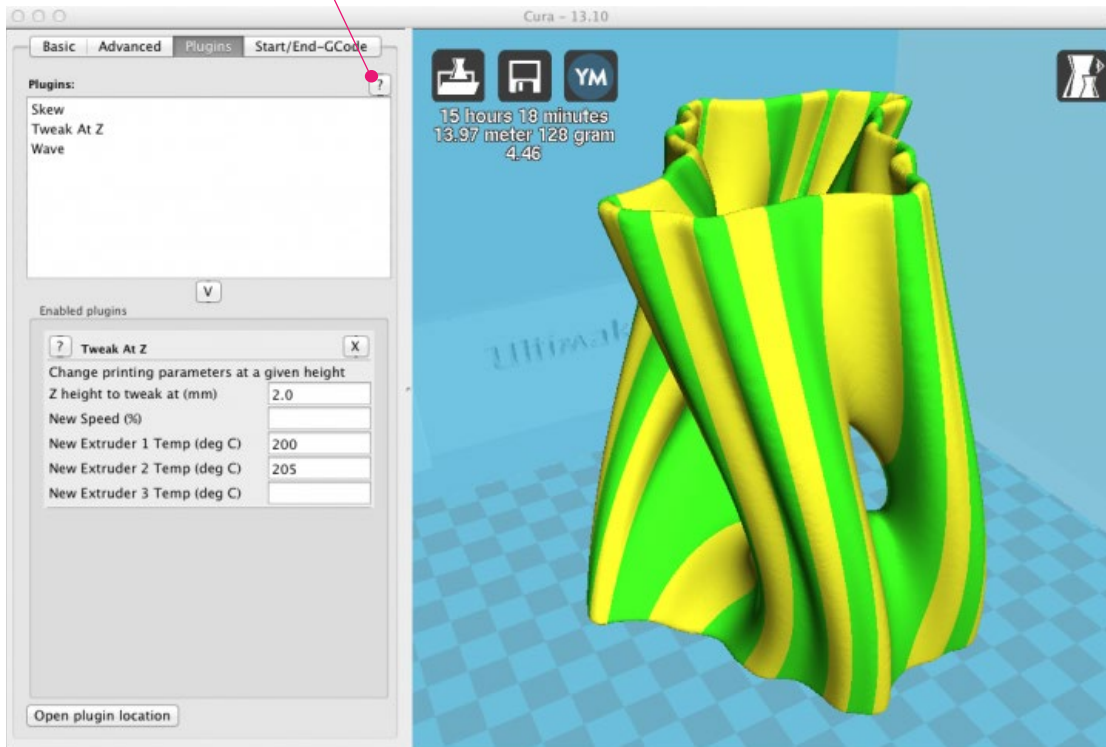 Cura - 13.10
Basic Advanced Plugins Start/End-GCode
Plugins: ?
Skew
Tweak At Z
Wave
V
Enabled plugins
? Tweak At Z X
Change printing parameters at a given height
Z height to tweak at (mm) 2.0
New Speed (%)
New Extruder 1 Temp (deg C) 200
New Extruder 2 Temp (deg C) 205
New Extruder 3 Temp (deg C)
Open plugin location
YM
15 hours 18 minutes
13.97 meter 128 gram
4.46